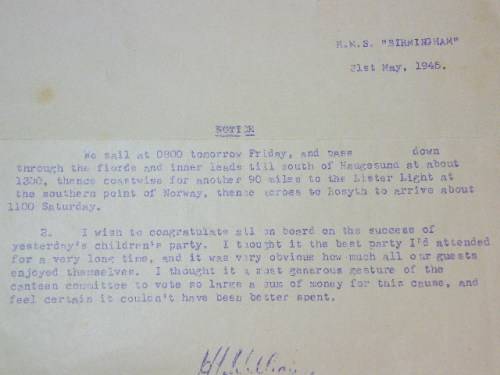 H.M.S. "BIRMINGHAM"
31st May, 1945.
NOTICE
We sail at 0800 tomorrow Friday, and pass down
through the fiords and inner leads till south of Haugesund at about
1300, thence coastwise for another 90 miles to the Lister Light at
the southern point of Norway, thence across to Rosyth to arrive about
1100 Saturday.
2. I wish to congratulate all on board on the success of
yesterday's children's party. I thought it the best party I'd attended
for a very long time, and it was very obvious how much all our guests
enjoyed themselves. I thought it a most generous gesture of the
canteen committee to vote so large a sum of money for this cause, and
feel certain it couldn't have been better spent.